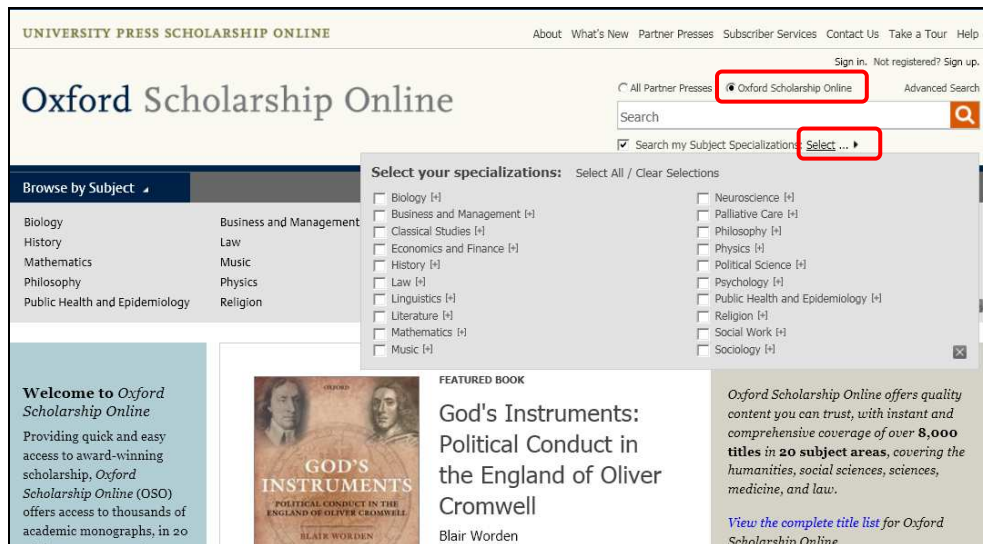 UNIVERSITY PRESS SCHOLARSHIP ONLINE
About What's New Partner Presses Subscriber Services Contact Us Take a Tour Help
Sign in. Not registered? Sign up.
Oxford Scholarship Online
All Partner Presses Oxford Scholarship Online Advanced Search
Search
Search my Subject Specializations: Select ...
Browse by Subject
Biology Business and Management
History Law
Mathematics Music
Philosophy Physics
Public Health and Epidemiology Religion
Select your specializations: Select All / Clear Selections
Biology [+] Neuroscience [+]
Business and Management [+] Palliative Care [+]
Classical Studies [+] Philosophy [+]
Economics and Finance [+] Physics [+]
History [+] Political Science [+]
Law [+] Psychology [+]
Linguistics [+] Public Health and Epidemiology [+]
Literature [+] Religion [+]
Mathematics [+] Social Work [+]
Music [+] Sociology [+]
Welcome to Oxford
Scholarship Online
Providing quick and easy
access to award-winning
scholarship, Oxford
Scholarship Online (OSO)
offers access to thousands of
academic monographs, in 20
OXFORD
GOD'S
INSTRUMENTS
POLITICAL CONDUCT IN THE
ENGLAND OF OLIVER CROMWELL
BLAIR WORDEN
FEATURED BOOK
God's Instruments:
Political Conduct in
the England of Oliver
Cromwell
Blair Worden
Oxford Scholarship Online offers quality
content you can trust, with instant and
comprehensive coverage of over 8,000
titles in 20 subject areas, covering the
humanities, social sciences, sciences,
medicine, and law.
View the complete title list for Oxford
Scholarship Online